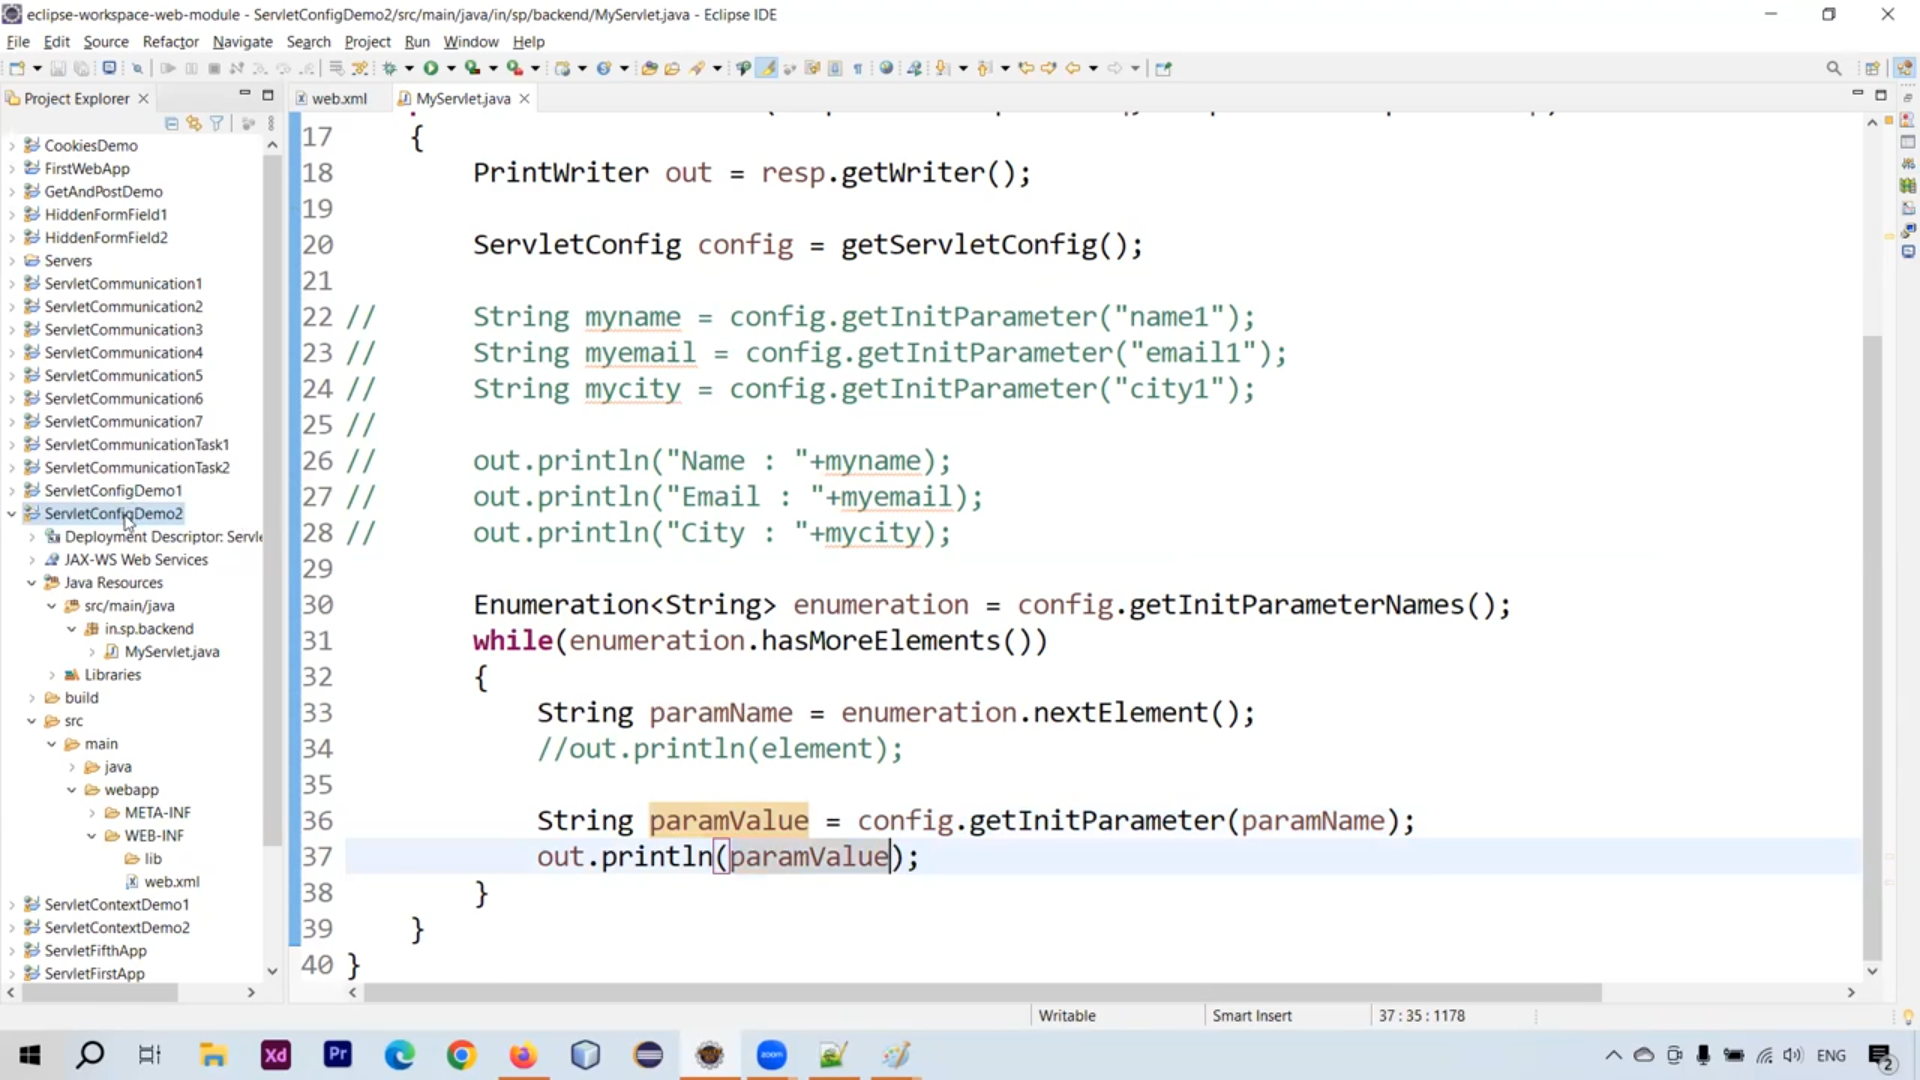 eclipse-workspace-web-module - ServletConfigDemo2/src/main/java/in/sp/backend/MyServlet.java - Eclipse IDE
File Edit Source Refactor Navigate Search Project Run Window Help
Project Explorer
web.xml
MyServlet.java
CookiesDemo
FirstWebApp
GetAndPostDemo
HiddenFormField1
HiddenFormField2
Servers
ServletCommunication1
ServletCommunication2
ServletCommunication3
ServletCommunication4
ServletCommunication5
ServletCommunication6
ServletCommunication7
ServletCommunicationTask1
ServletCommunicationTask2
ServletConfigDemo1
ServletConfigDemo2
Deployment Descriptor: Servle
JAX-WS Web Services
Java Resources
src/main/java
in.sp.backend
MyServlet.java
Libraries
build
src
main
java
webapp
META-INF
WEB-INF
lib
web.xml
ServletContextDemo1
ServletContextDemo2
ServletFifthApp
ServletFirstApp
17 {
18 PrintWriter out = resp.getWriter();
19
20 ServletConfig config = getServletConfig();
21
22 // String myname = config.getInitParameter("name1");
23 // String myemail = config.getInitParameter("email1");
24 // String mycity = config.getInitParameter("city1");
25 //
26 // out.println("Name : "+myname);
27 // out.println("Email : "+myemail);
28 // out.println("City : "+mycity);
29
30 Enumeration<String> enumeration = config.getInitParameterNames();
31 while(enumeration.hasMoreElements())
32 {
33 String paramName = enumeration.nextElement();
34 //out.println(element);
35
36 String paramValue = config.getInitParameter(paramName);
37 out.println(paramValue);
38 }
39 }
40 }
Writable
Smart Insert
37 : 35 : 1178
Xd
Pr
zoom
ENG
2